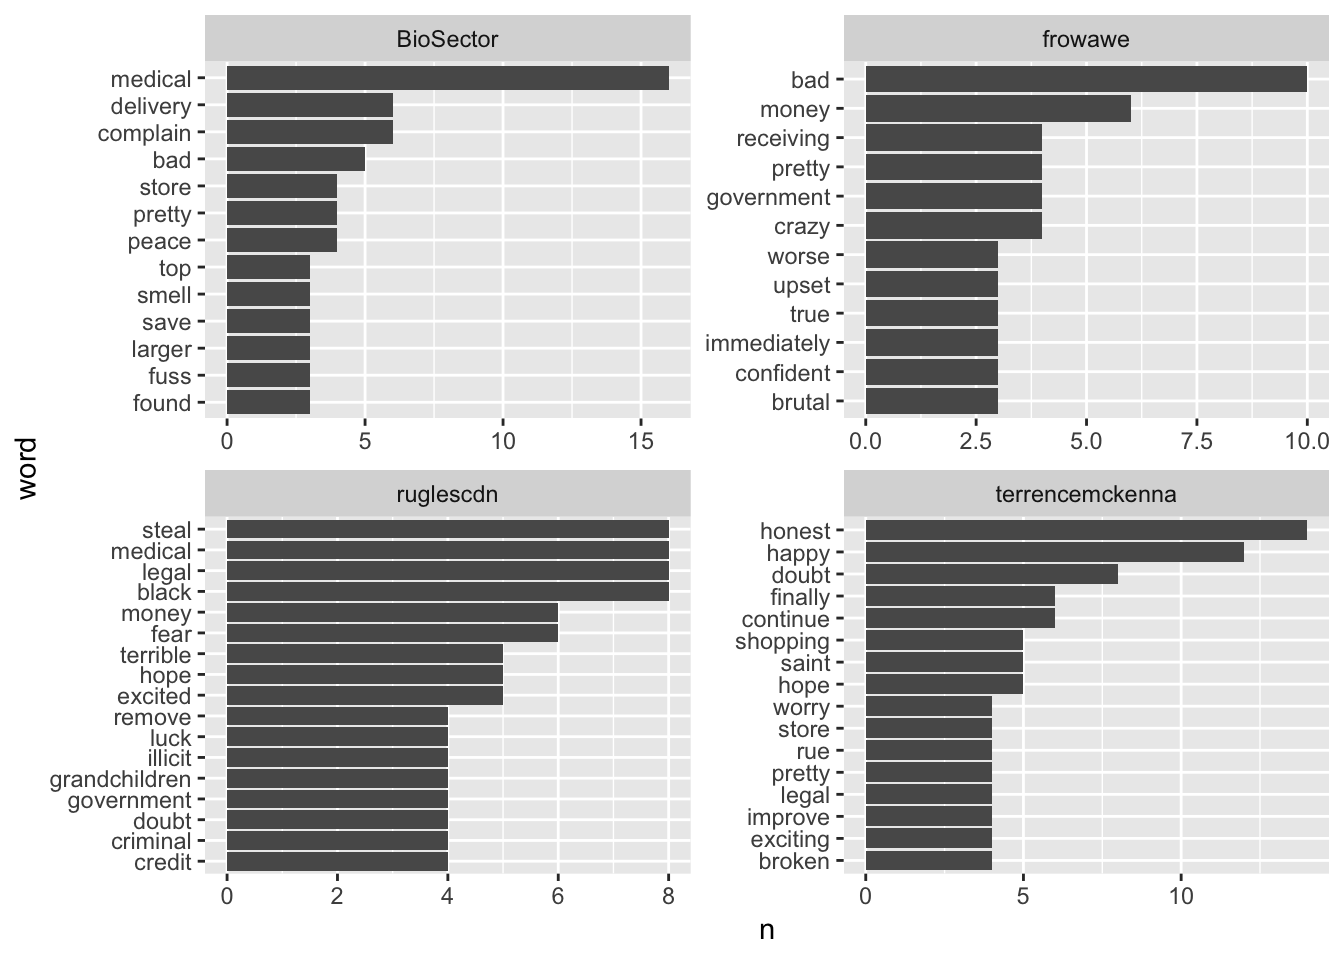 BioSector
medical
delivery
complain
bad
store
pretty
peace
top
smell
save
larger
fuss
found
0 5 10 15
frowawe
bad
money
receiving
pretty
government
crazy
worse
upset
true
immediately
confident
brutal
0.0 2.5 5.0 7.5 10.0
word
ruglescdn
steal
medical
legal
black
money
fear
terrible
hope
excited
remove
luck
illicit
grandchildren
government
doubt
criminal
credit
0 2 4 6 8
terrencemckenna
honest
happy
doubt
finally
continue
shopping
saint
hope
worry
store
rue
pretty
legal
improve
exciting
broken
0 5 10
n